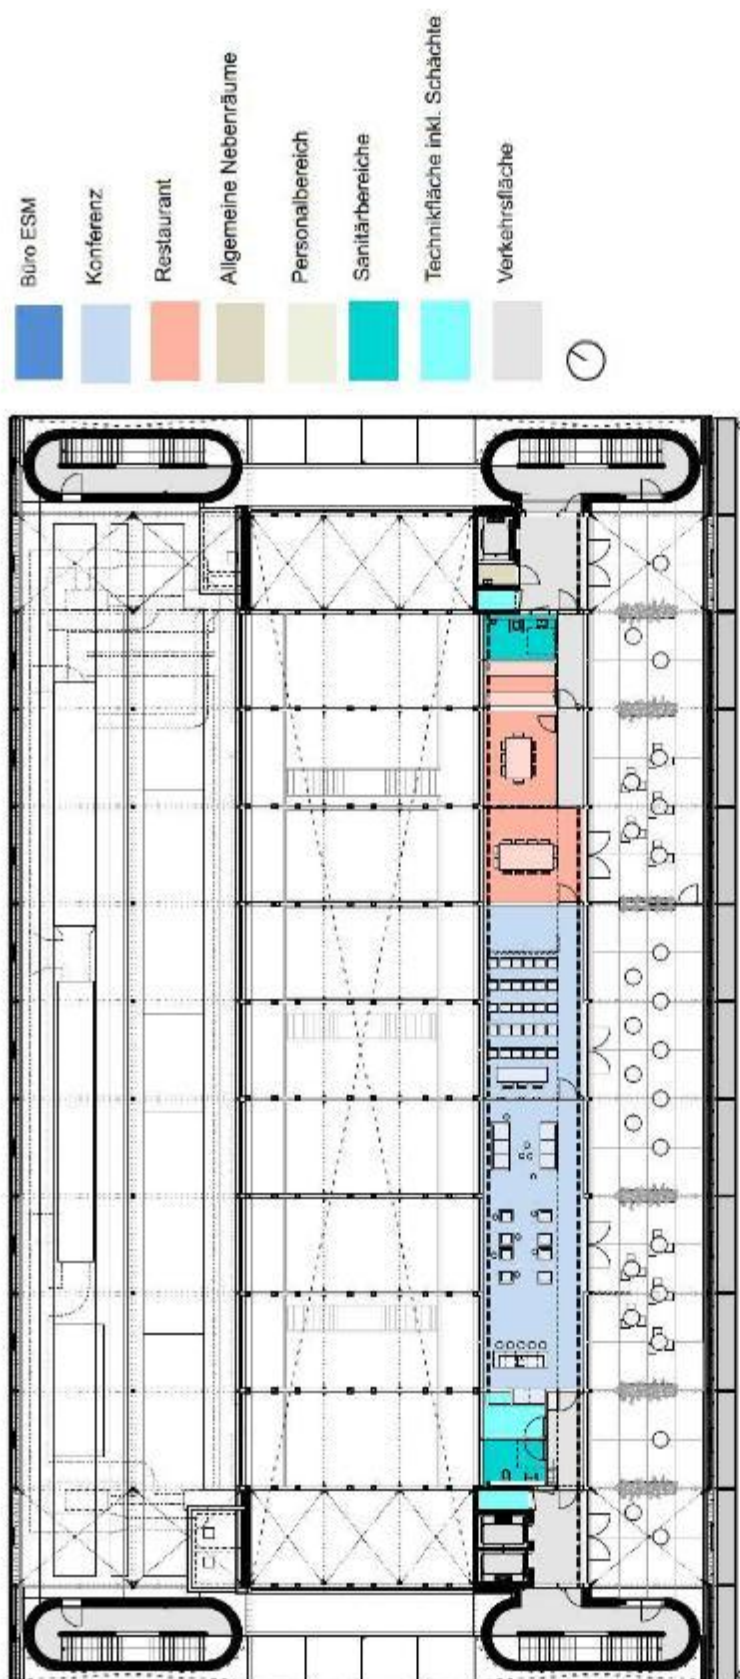 Büro ESM
Konferenz
Restaurant
Allgemeine Nebenräume
Personalbereich
Sanitärbereiche
Technikfläche inkl. Schächte
Verkehrsfläche